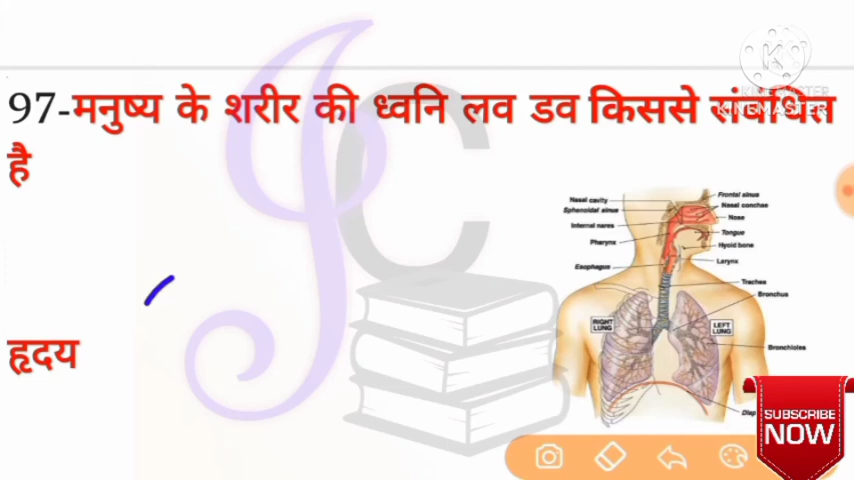 KINEMASTER
KINEMASTER
97-मनुष्य के शरीर की ध्वनि लव डव किससे संबंधित
है
Nasal cavity
Sphenoidal sinus
Internal nares
Pharynx
Esophagus
Frontal sinus
Nasal conchae
Nose
Tongue
Hyoid bone
Larynx
Trachea
Bronchus
RIGHT
LUNG
LEFT
LUNG
Bronchioles
हृदय
SUBSCRIBE
NOW